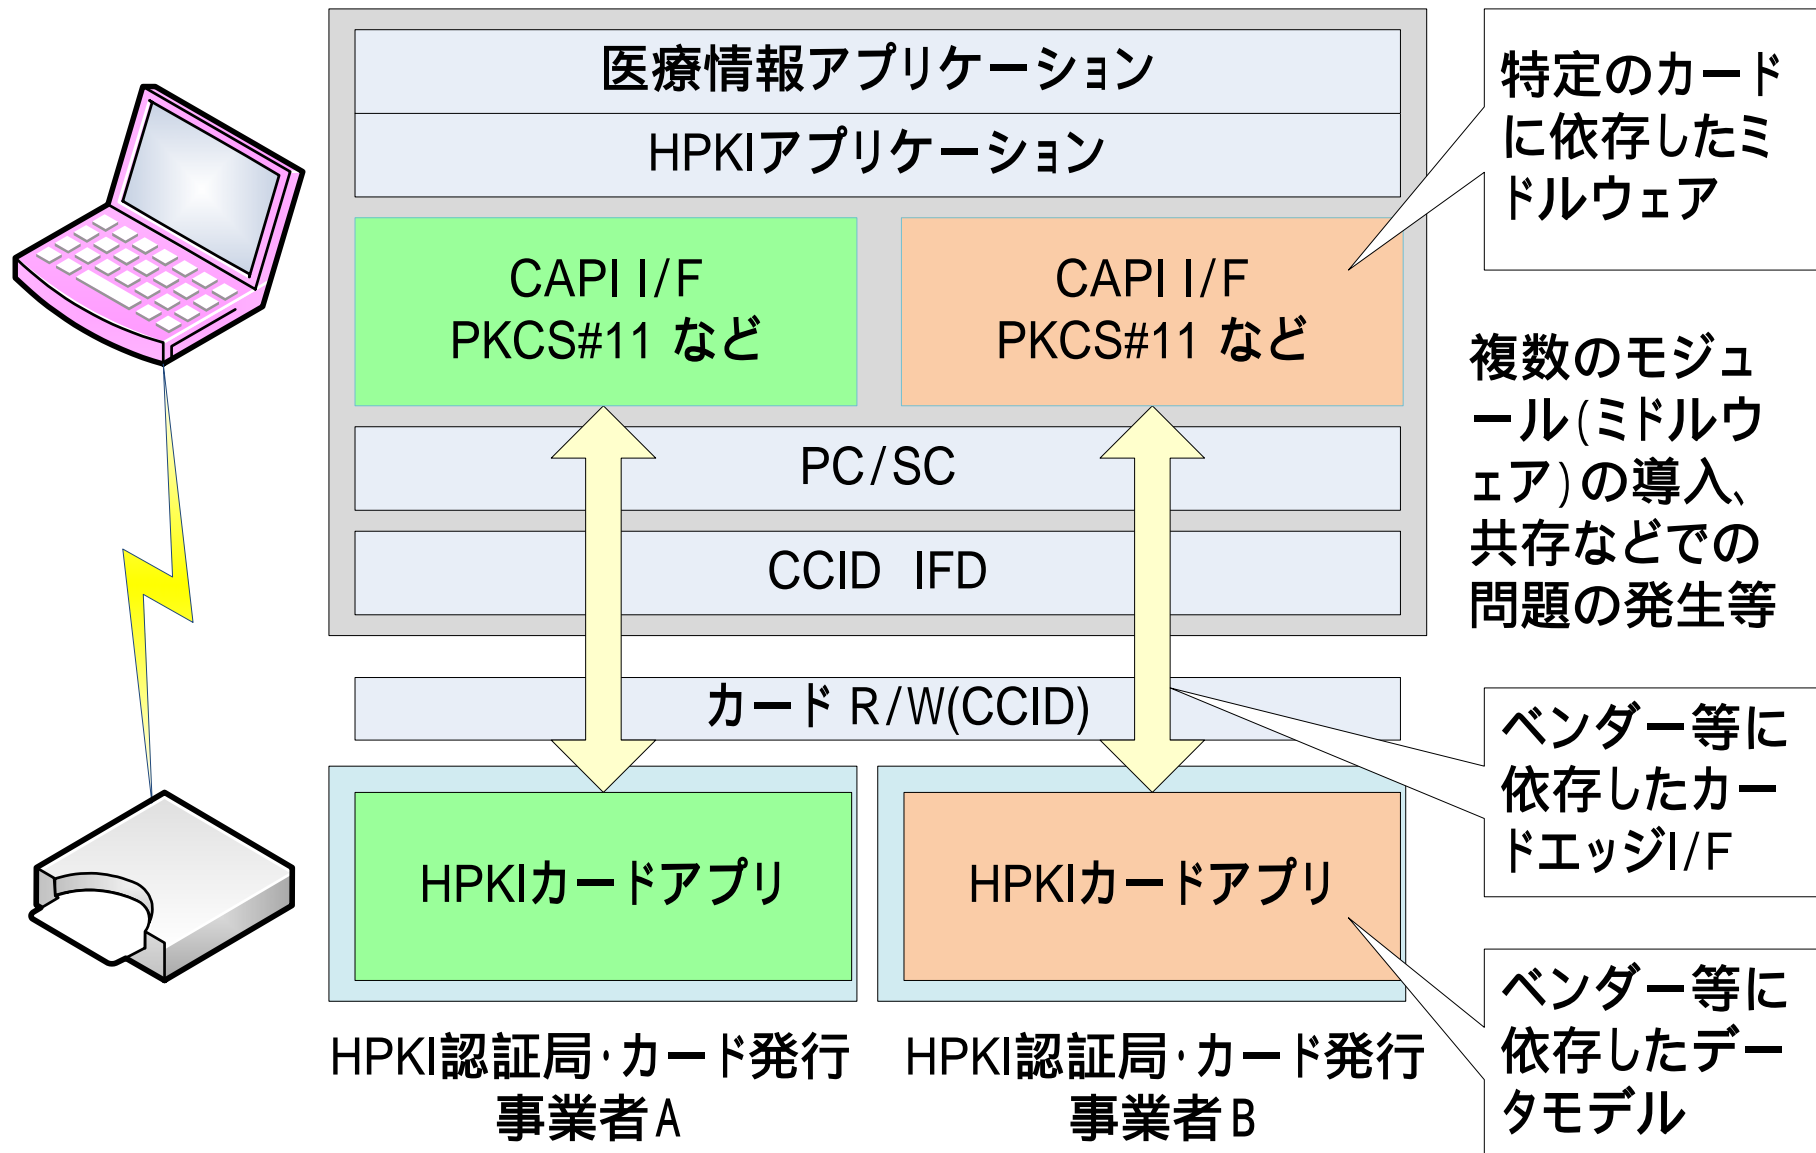 医療情報アプリケーション
HPKIアプリケーション
CAPI I/F
PKCS#11 など
CAPI I/F
PKCS#11 など
PC/SC
CCID IFD
カード R/W(CCID)
HPKIカードアプリ
HPKIカードアプリ
HPKI認証局・カード発行
事業者A
HPKI認証局・カード発行
事業者B
特定のカード
に依存したミ
ドルウェア
複数のモジュ
ール(ミドルウ
ェア)の導入、
共存などでの
問題の発生等
ベンダー等に
依存したカー
ドエッジI/F
ベンダー等に
依存したデー
タモデル